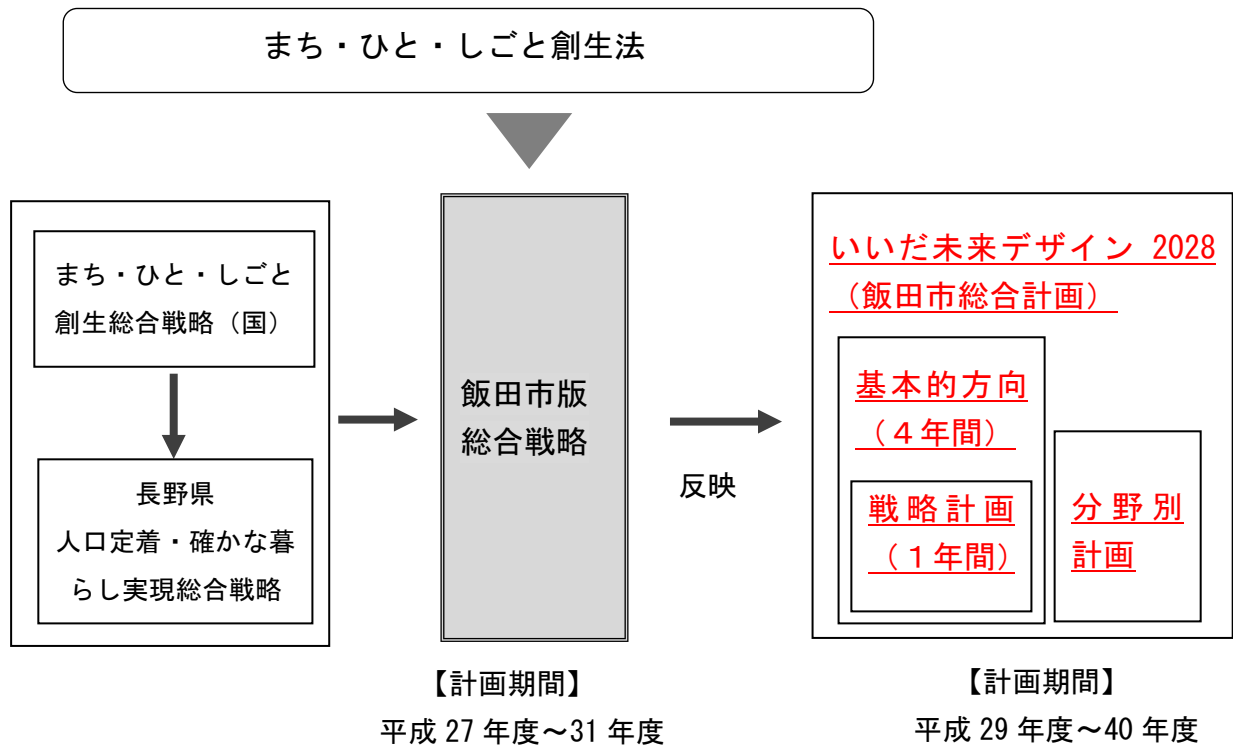 まち・ひと・しごと創生法
まち・ひと・しごと
創生総合戦略（国）
長野県
人口定着・確かな暮
らし実現総合戦略
飯田市版
総合戦略
【計画期間】
平成 27 年度～31 年度
反映
いいだ未来デザイン 2028
（飯田市総合計画）
基本的方向
（４年間）
戦略計画
（１年間）
分野別
計画
【計画期間】
平成 29 年度～40 年度